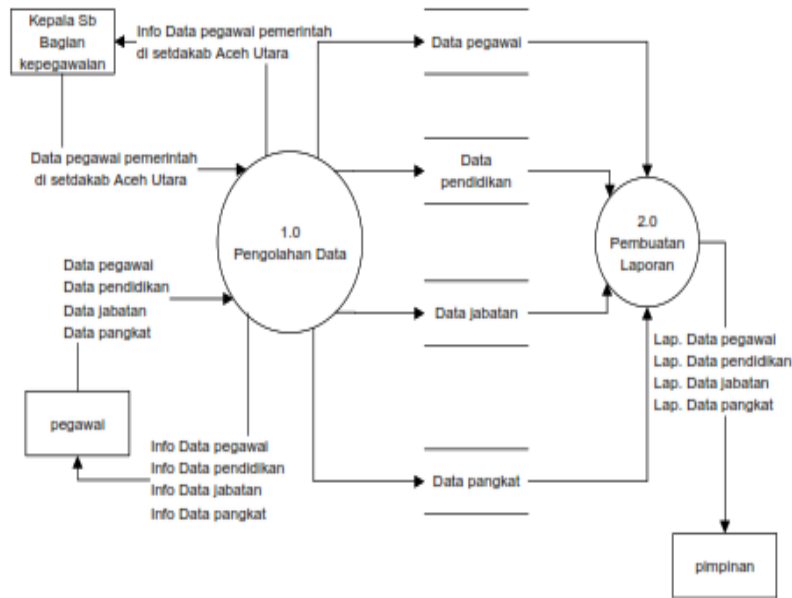 Kepala Sb
Bagian
kepegawaian
Info Data pegawai pemerintah
di setdakab Aceh Utara
Data pegawai pemerintah
di setdakab Aceh Utara
1.0
Pengolahan Data
Data pegawai
Data pendidikan
Data jabatan
Data pangkat
pegawai
Info Data pegawai
Info Data pendidikan
Info Data jabatan
Info Data pangkat
Data pegawai
Data
pendidikan
Data jabatan
Data pangkat
2.0
Pembuatan
Laporan
Lap. Data pegawai
Lap. Data pendidikan
Lap. Data jabatan
Lap. Data pangkat
pimpinan